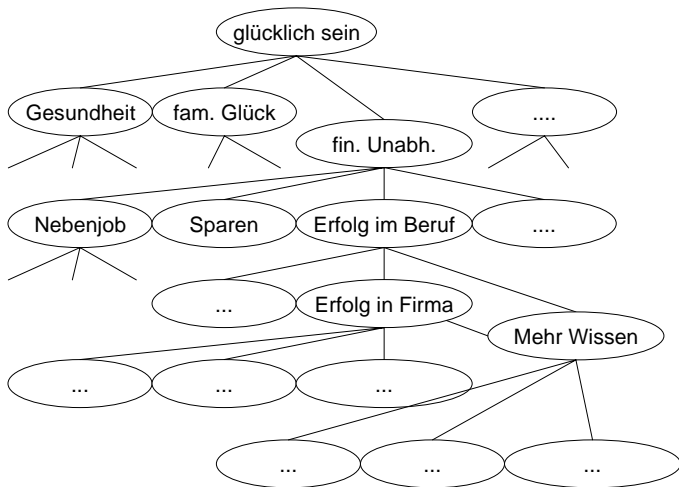 glücklich sein
Gesundheit
fam. Glück
....
fin. Unabh.
Nebenjob
Sparen
Erfolg im Beruf
....
...
Erfolg in Firma
Mehr Wissen
...
...
...
...
...
...